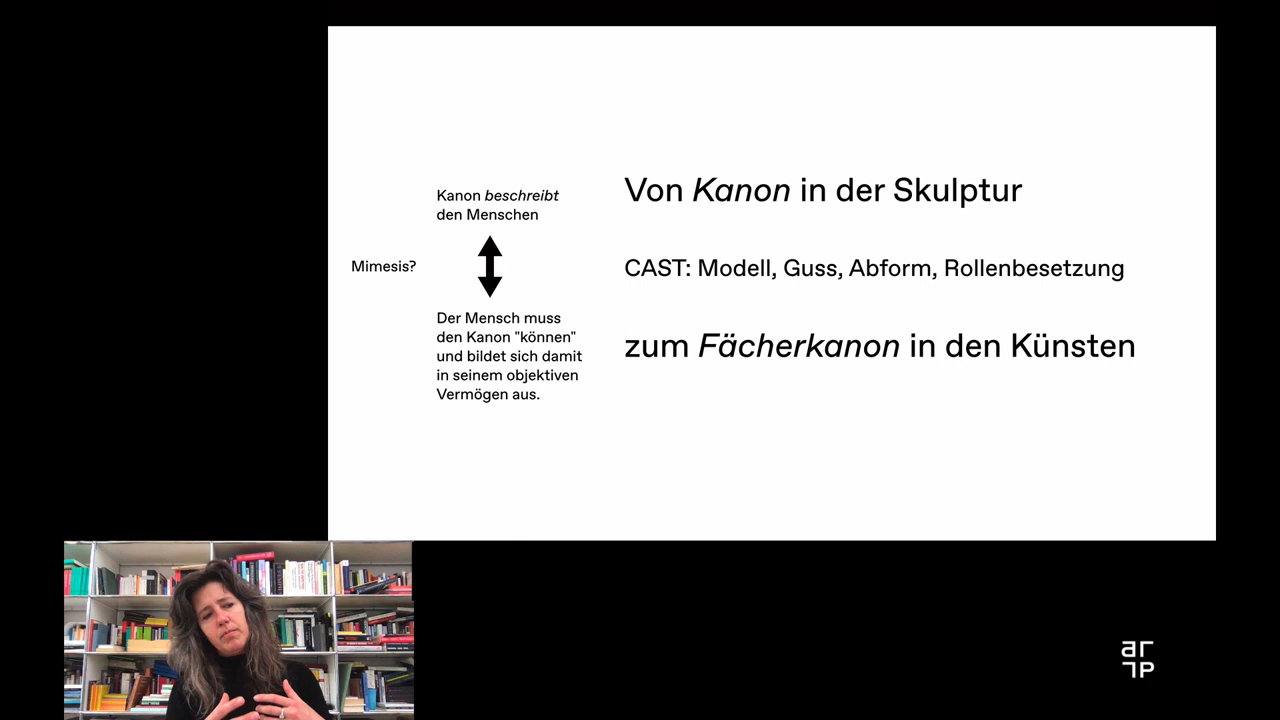 Kanon beschreibt
den Menschen
Mimesis?
Der Mensch muss
den Kanon "können"
und bildet sich damit
in seinem objektiven
Vermögen aus.
Von Kanon in der Skulptur
CAST: Modell, Guss, Abform, Rollenbesetzung
zum Fächerkanon in den Künsten